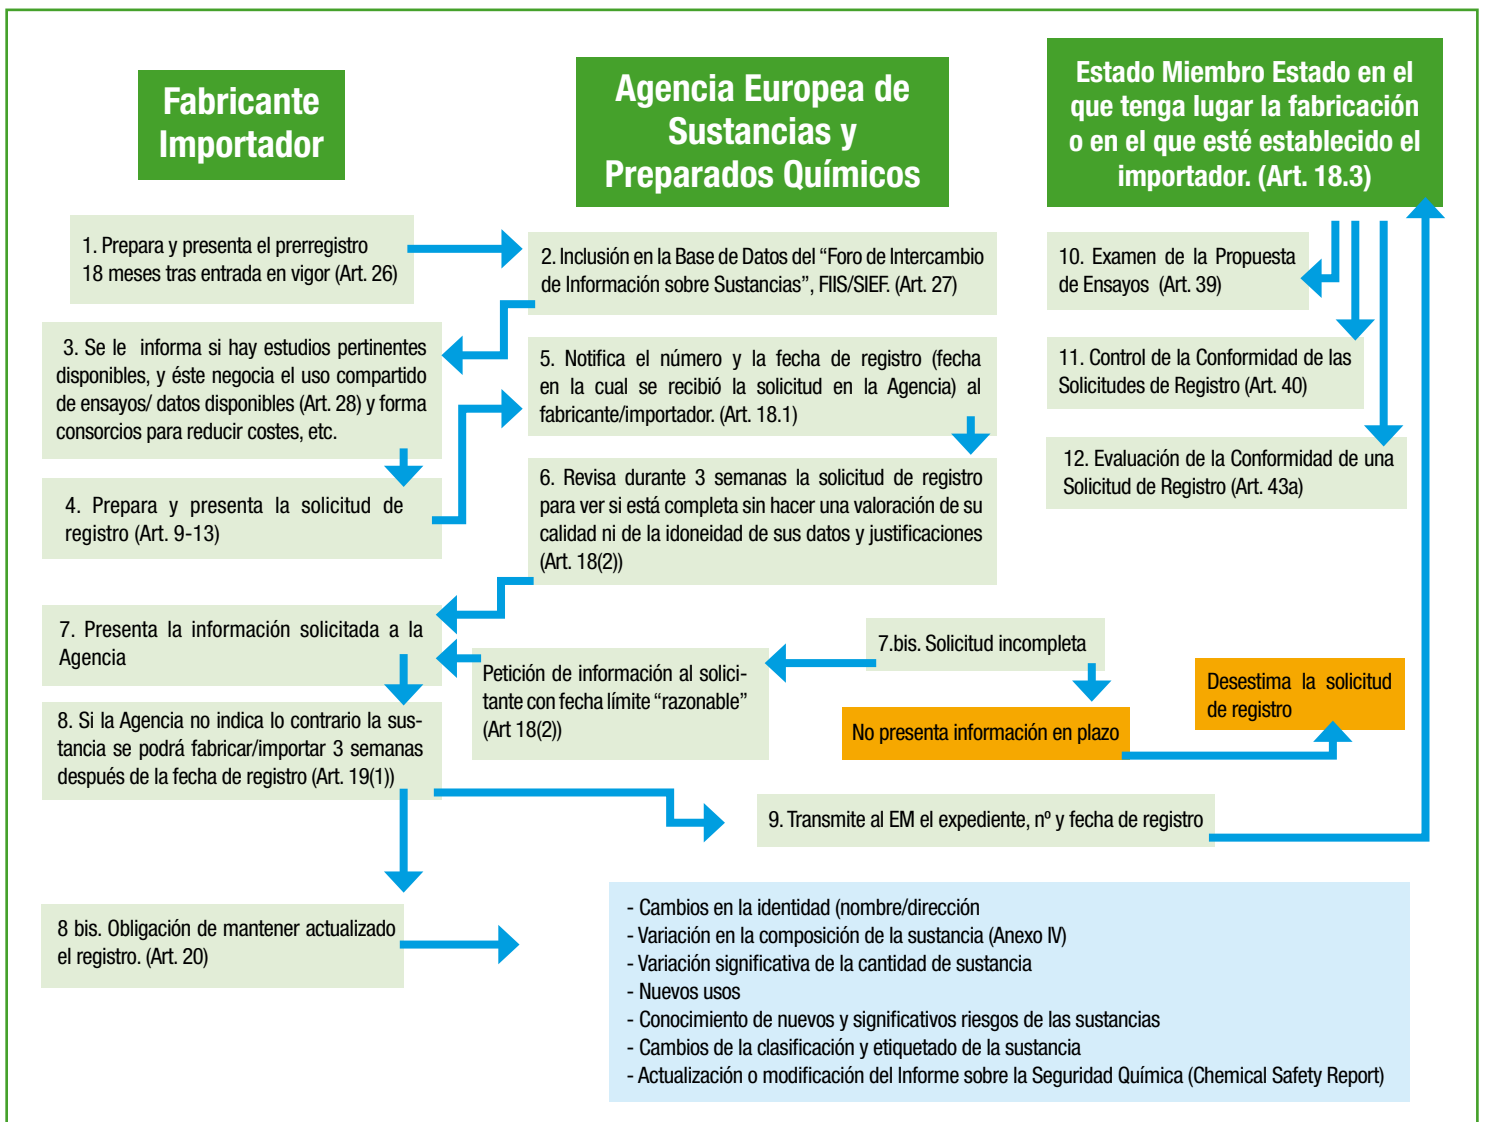 Fabricante
Importador
Agencia Europea de
Sustancias y
Preparados Químicos
Estado Miembro Estado en el
que tenga lugar la fabricación
o en el que esté establecido el
importador. (Art. 18.3)
1. Prepara y presenta el prerregistro
18 meses tras entrada en vigor (Art. 26)
2. Inclusión en la Base de Datos del “Foro de Intercambio
de Información sobre Sustancias”, FIIS/SIEF. (Art. 27)
3. Se le informa si hay estudios pertinentes
disponibles, y éste negocia el uso compartido
de ensayos/ datos disponibles (Art. 28) y forma
consorcios para reducir costes, etc.
4. Prepara y presenta la solicitud de
registro (Art. 9-13)
5. Notifica el número y la fecha de registro (fecha
en la cual se recibió la solicitud en la Agencia) al
fabricante/importador. (Art. 18.1)
6. Revisa durante 3 semanas la solicitud de registro
para ver si está completa sin hacer una valoración de su
calidad ni de la idoneidad de sus datos y justificaciones
(Art. 18(2))
7. Presenta la información solicitada a la
Agencia
Petición de información al solici-
tante con fecha límite “razonable”
(Art 18(2))
7.bis. Solicitud incompleta
No presenta información en plazo
Desestima la solicitud
de registro
8. Si la Agencia no indica lo contrario la sus-
tancia se podrá fabricar/importar 3 semanas
después de la fecha de registro (Art. 19(1))
9. Transmite al EM el expediente, nº y fecha de registro
10. Examen de la Propuesta
de Ensayos (Art. 39)
11. Control de la Conformidad de las
Solicitudes de Registro (Art. 40)
12. Evaluación de la Conformidad de una
Solicitud de Registro (Art. 43a)
8 bis. Obligación de mantener actualizado
el registro. (Art. 20)
- Cambios en la identidad (nombre/dirección
- Variación en la composición de la sustancia (Anexo IV)
- Variación significativa de la cantidad de sustancia
- Nuevos usos
- Conocimiento de nuevos y significativos riesgos de las sustancias
- Cambios de la clasificación y etiquetado de la sustancia
- Actualización o modificación del Informe sobre la Seguridad Química (Chemical Safety Report)